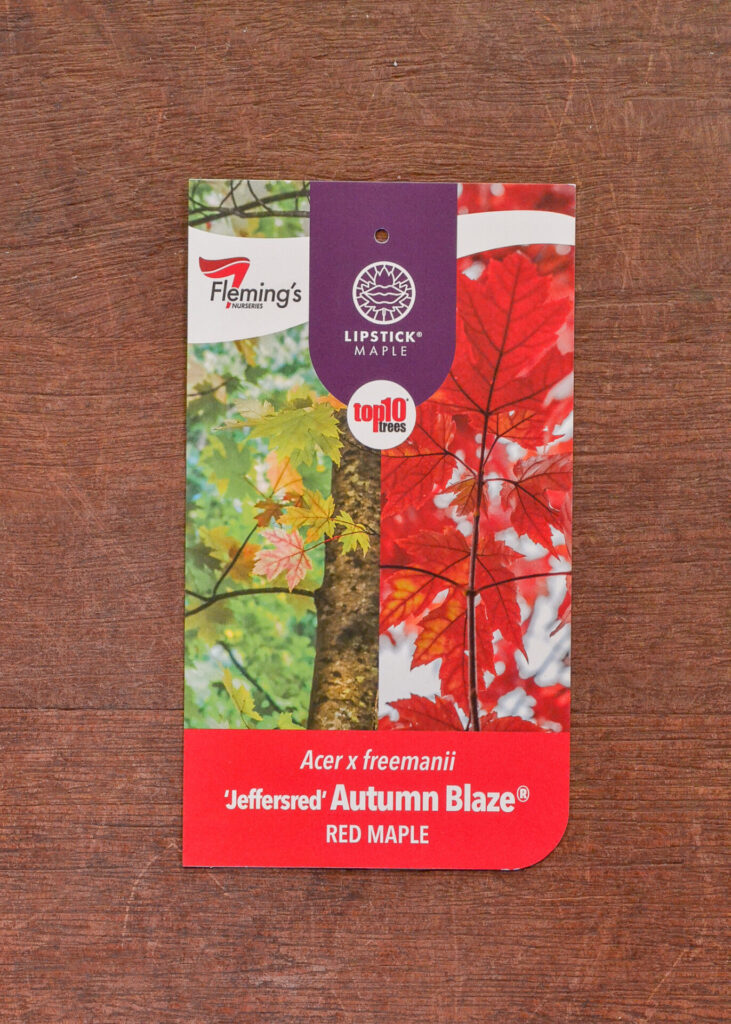 Fleming's
NURSERIES
LIPSTICK®
MAPLE
top10
trees
Acer x freemanii
'Jeffersred' Autumn Blaze®
RED MAPLE